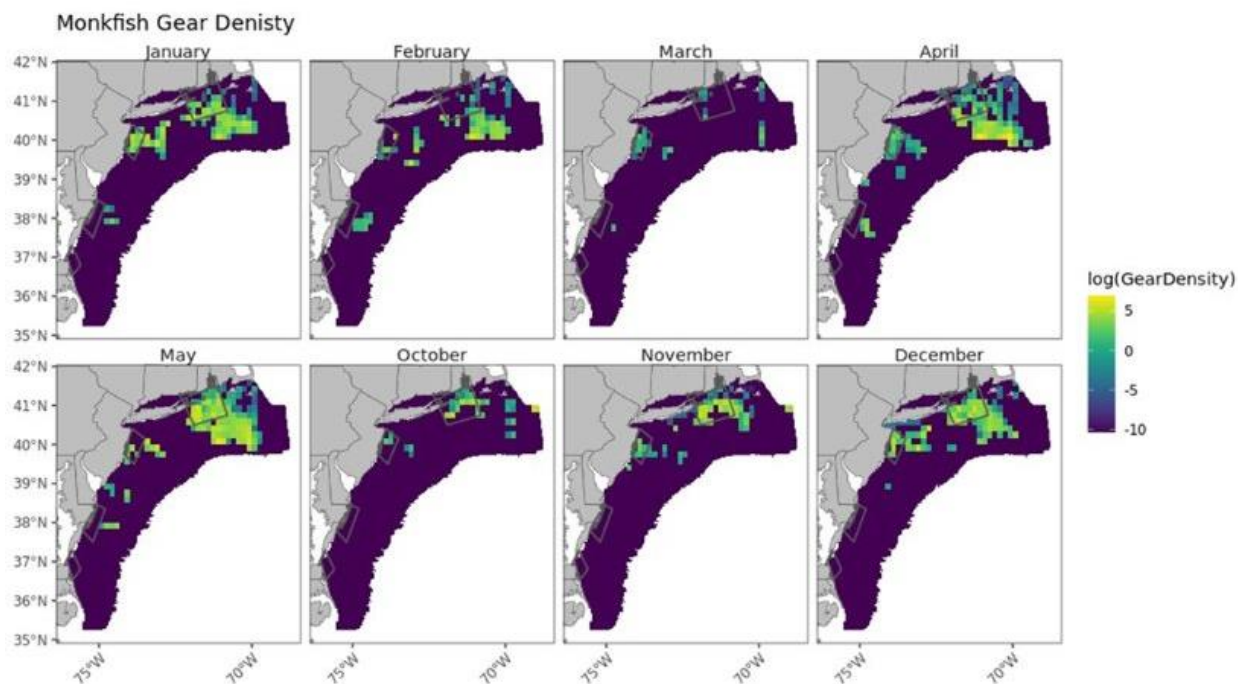 Monkfish Gear Denisty
January February March April
42°N
41°N
40°N
39°N
38°N
37°N
36°N
35°N
log(GearDensity)
5
0
-5
-10
May October November December
42°N
41°N
40°N
39°N
38°N
37°N
36°N
35°N
75°W 70°W 75°W 70°W 75°W 70°W 75°W 70°W